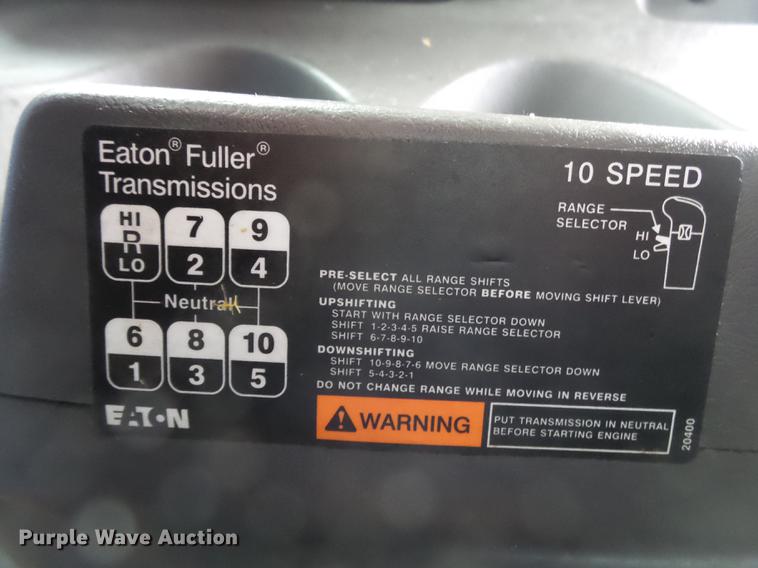 Eaton® Fuller®
Transmissions
HI
R
LO
7
2
9
4
Neutral
6
1
8
3
10
5
EATON
10 SPEED
RANGE
SELECTOR
HI
LO
PRE-SELECT ALL RANGE SHIFTS
(MOVE RANGE SELECTOR BEFORE MOVING SHIFT LEVER)
UPSHIFTING
START WITH RANGE SELECTOR DOWN
SHIFT 1-2-3-4-5 RAISE RANGE SELECTOR
SHIFT 6-7-8-9-10
DOWNSHIFTING
SHIFT 10-9-8-7-6 MOVE RANGE SELECTOR DOWN
SHIFT 5-4-3-2-1
DO NOT CHANGE RANGE WHILE MOVING IN REVERSE
WARNING
PUT TRANSMISSION IN NEUTRAL
BEFORE STARTING ENGINE
20400
Purple Wave Auction